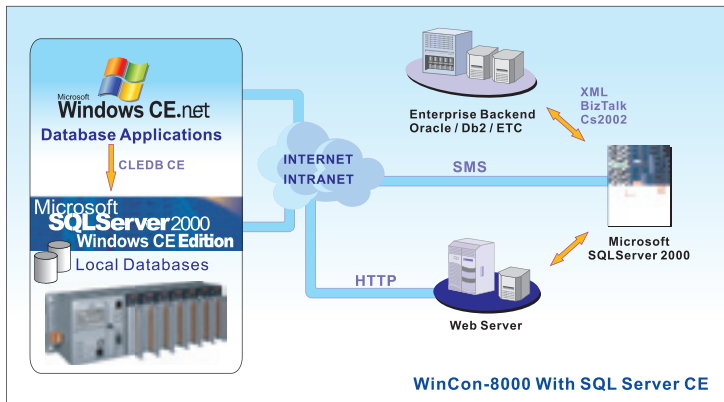 Microsoft
Windows CE.net
Database Applications
CLEDB CE
Microsoft
SQLServer2000
Windows CE Edition
Local Databases
INTERNET
INTRANET
Enterprise Backend
Oracle / Db2 / ETC
XML
BizTalk
Cs2002
SMS
Microsoft
SQLServer 2000
HTTP
Web Server
WinCon-8000 With SQL Server CE